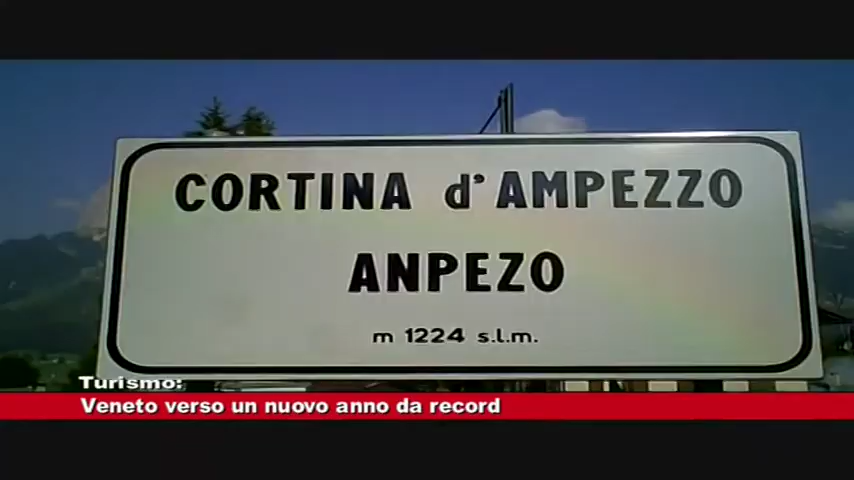 CORTINA d'AMPEZZO
ANPEZO
m 1224 s.l.m.
Turismo:
Veneto verso un nuovo anno da record